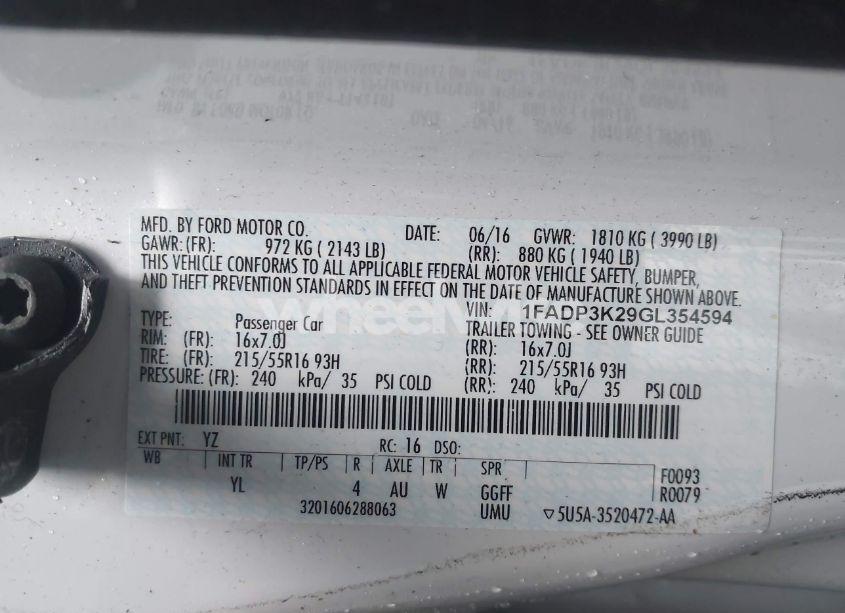 MFD. BY FORD MOTOR CO. DATE: 06/16 GVWR: 1810 KG ( 3990 LB)
GAWR: (FR): 972 KG ( 2143 LB) (RR): 880 KG ( 1940 LB)
THIS VEHICLE CONFORMS TO ALL APPLICABLE FEDERAL MOTOR VEHICLE SAFETY, BUMPER,
AND THEFT PREVENTION STANDARDS IN EFFECT ON THE DATE OF MANUFACTURE SHOWN ABOVE.
VIN: 1FADP3K29GL354594
TYPE: Passenger Car TRAILER TOWING - SEE OWNER GUIDE
RIM: (FR): 16x7.0J (RR): 16x7.0J
TIRE: (FR): 215/55R16 93H (RR): 215/55R16 93H
PRESSURE: (FR): 240 kPa/ 35 PSI COLD (RR): 240 kPa/ 35 PSI COLD
EXT PNT: YZ RC: 16 DSO:
WB INT TR TP/PS R AXLE TR SPR F0093
YL 4 AU W GGFF R0079
3201606288063 UMU ▽5U5A-3520472-AA